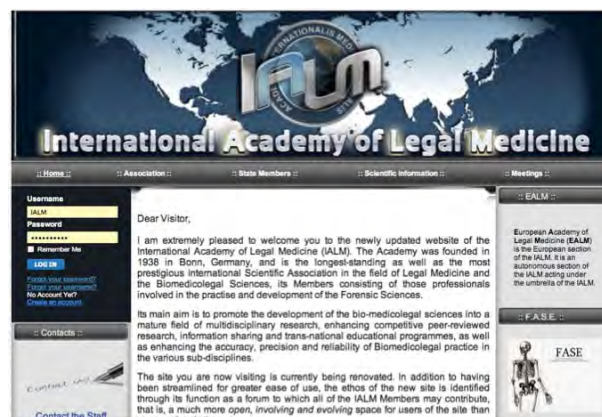 IALM
International Academy of Legal Medicine
:: Home ::
:: Association ::
:: State Members ::
:: Scientific Information ::
:: Meetings ::
Username
IALM
Password
Remember Me
LOG IN
Forgot your password?
Forgot your username?
No Account Yet?
Create an account
:: Contacts ::
Contact the Staff
Dear Visitor,
I am extremely pleased to welcome you to the newly updated website of the
International Academy of Legal Medicine (IALM). The Academy was founded in
1938 in Bonn, Germany, and is the longest-standing as well as the most
prestigious international Scientific Association in the field of Legal Medicine and
the Biomedicolegal Sciences, its Members consisting of those professionals
involved in the practise and development of the Forensic Sciences.
Its main aim is to promote the development of the bio-medicolegal sciences into a
mature field of multidisciplinary research, enhancing competitive peer-reviewed
research, information sharing and trans-national educational programmes, as well
as enhancing the accuracy, precision and reliability of Biomedicolegal practice in
the various sub-disciplines.
The site you are now visiting is currently being renovated. In addition to having
been streamlined for greater ease of use, the ethos of the new site is identified
through its function as a forum to which all of the IALM Members may contribute,
that is, a much more open, involving and evolving space for users of the site than
:: EALM ::
European Academy of
Legal Medicine (EALM)
is the European section
of the IALM. It is an
autonomous section of
the IALM acting under
the umbrella of the IALM.
:: F.A.S.E. ::
FASE